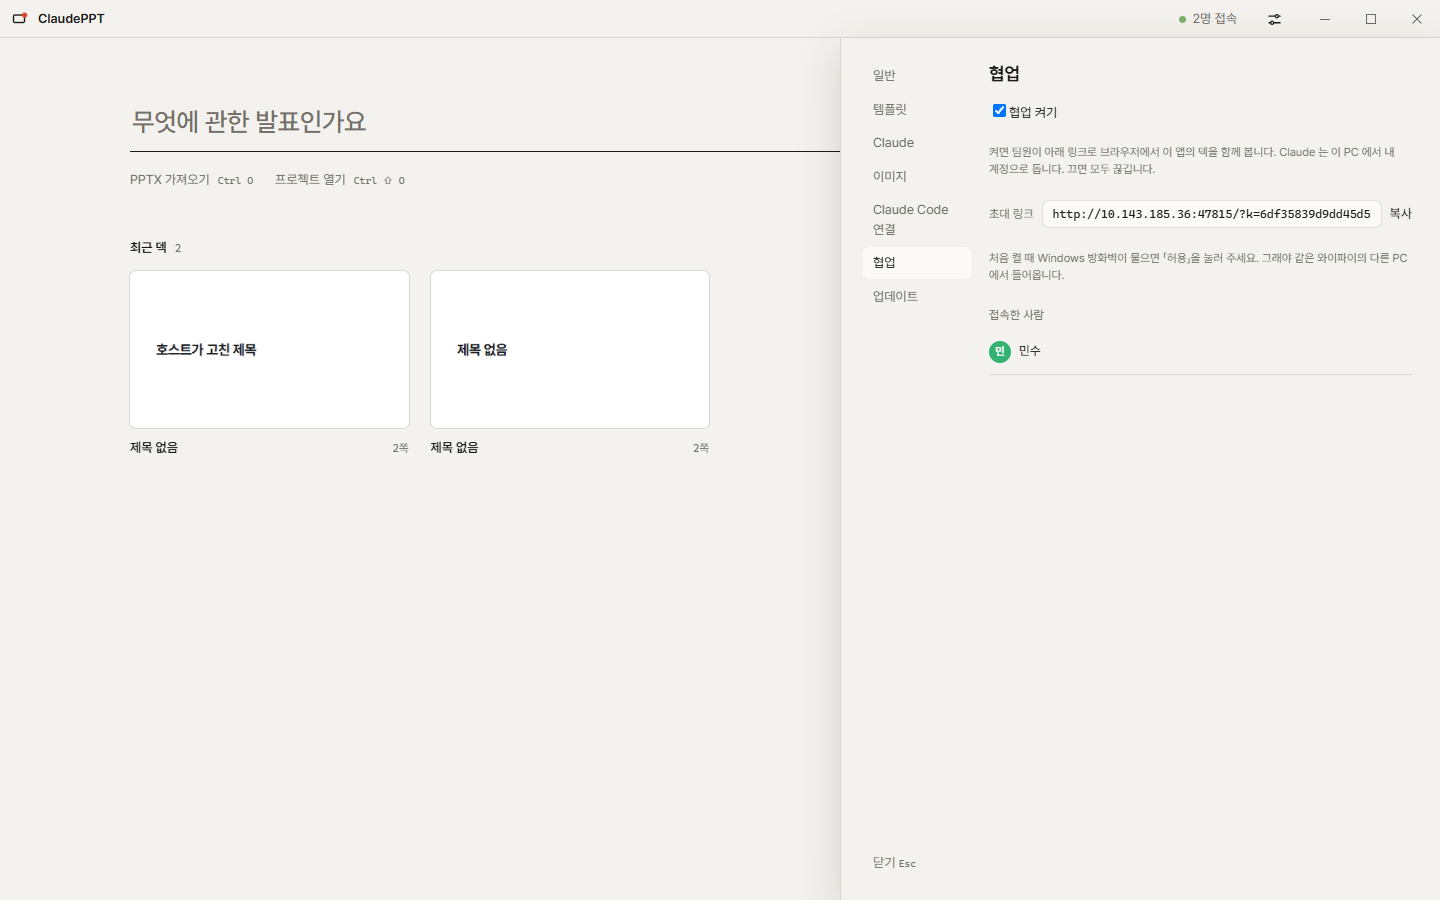 ClaudePPT
2명 접속
무엇에 관한 발표인가요
PPTX 가져오기 Ctrl O 프로젝트 열기 Ctrl ⇧ O
최근 덱 2
호스트가 고친 제목
제목 없음
제목 없음 2쪽
제목 없음 2쪽
일반
템플릿
Claude
이미지
Claude Code
연결
협업
업데이트
닫기 Esc
협업
협업 켜기
켜면 팀원이 아래 링크로 브라우저에서 이 앱의 덱을 함께 봅니다. Claude 는 이 PC 에서 내
계정으로 돕니다. 끄면 모두 끊깁니다.
초대 링크 http://10.143.185.36:47815/?k=6df35839d9dd45d5 복사
처음 켤 때 Windows 방화벽이 물으면 「허용」을 눌러 주세요. 그래야 같은 와이파이의 다른 PC
에서 들어옵니다.
접속한 사람
민 민수